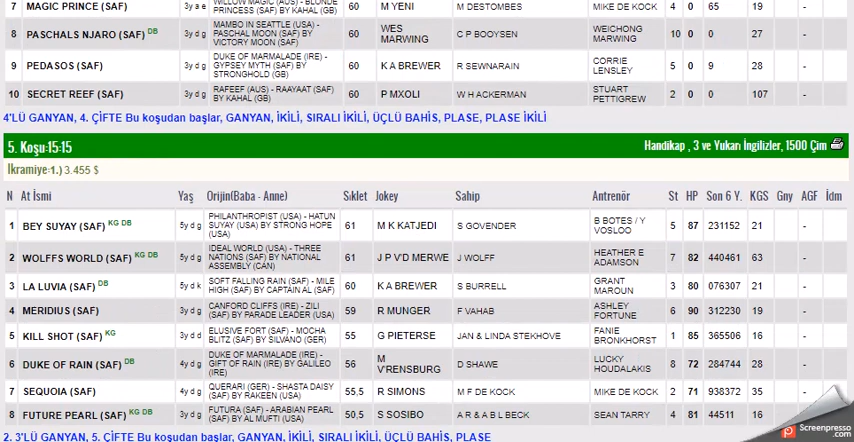 WILLOW MAGIC (AUS) - BLONDE
7 MAGIC PRINCE (SAF) 3y a e PRINCESS (SAF) BY KAHAL (GB) 60 M YENI M DESTOMBES MIKE DE KOCK 4 0 65 19 -
8 PASCHALS NJARO (SAF) DB 3y d g MAMBO IN SEATTLE (USA) - PASCHAL MOON (SAF) BY VICTORY MOON (SAF) 60 WES MARWING C P BOOYSEN WEICHONG MARWING 10 0 0 27 -
9 PEDASOS (SAF) 3y d g DUKE OF MARMALADE (IRE) - GYPSEY MYTH (SAF) BY STRONGHOLD (GB) 60 K A BREWER R SEWNARAIN CORRIE LENSLEY 5 0 9 28 -
10 SECRET REEF (SAF) 3y d g RAFEEF (AUS) - RAAYAAT (SAF) BY KAHAL (GB) 60 P MXOLI W H ACKERMAN STUART PETTIGREW 2 0 0 107 -
4'LÜ GANYAN, 4. ÇİFTE Bu koşudan başlar, GANYAN, İKİLİ, SIRALI İKİLİ, ÜÇLÜ BAHİS, PLASE, PLASE İKİLİ
5. Koşu:15:15 Handikap , 3 ve Yukarı İngilizler, 1500 Çim
İkramiye:1.) 3.455 $
N At İsmi Yaş Orijin(Baba - Anne) Sıklet Jokey Sahip Antrenör St HP Son 6 Y. KGS Gny AGF İdm
1 BEY SUYAY (SAF) KG DB 5y d g PHILANTHROPIST (USA) - HATUN SUYAY (USA) BY STRONG HOPE (USA) 61 M K KATJEDI S GOVENDER B BOTES / Y VOSLOO 5 87 231152 21 -
2 WOLFFS WORLD (SAF) KG DB 5y d g IDEAL WORLD (USA) - THREE NATIONS (SAF) BY NATIONAL ASSEMBLY (CAN) 61 J P V'D MERWE J WOLFF HEATHER E ADAMSON 7 82 440461 63 -
3 LA LUVIA (SAF) DB 5y d k SOFT FALLING RAIN (SAF) - MILE HIGH (SAF) BY CAPTAIN AL (SAF) 60 K A BREWER S BURRELL GRANT MAROUN 3 80 076307 21 -
4 MERIDIUS (SAF) 4y d g CANFORD CLIFFS (IRE) - ZILI (SAF) BY PARADE LEADER (USA) 59 R MUNGER F VAHAB ASHLEY FORTUNE 6 90 312230 19 -
5 KILL SHOT (SAF) KG 3y d d ELUSIVE FORT (SAF) - MOCHA BLITZ (SAF) BY SILVANO (GER) 55 G PIETERSE JAN & LINDA STEKHOVE FANIE BRONKHORST 1 85 365506 16 -
6 DUKE OF RAIN (SAF) DB 4y d g DUKE OF MARMALADE (IRE) - GIFT OF RAIN (IRE) BY GALILEO (IRE) 56 M V'RENSBURG D SHAWE LUCKY HOUDALAKIS 8 72 284744 28 -
7 SEQUOIA (SAF) 4y d g QUERARI (GER) - SHASTA DAISY (SAF) BY RAKEEN (USA) 55,5 R SIMONS M F DE KOCK MIKE DE KOCK 2 71 938372 35 -
8 FUTURE PEARL (SAF) KG DB 3y d g FUTURA (SAF) - ARABIAN PEARL (SAF) BY AL MUFTI (USA) 50,5 S SOSIBO A R & A B L BECK SEAN TARRY 4 81 44511 16 -
2. 3'LÜ GANYAN, 5. ÇİFTE Bu koşudan başlar, GANYAN, İKİLİ, SIRALI İKİLİ, ÜÇLÜ BAHİS, PLASE
Screenpresso
.com